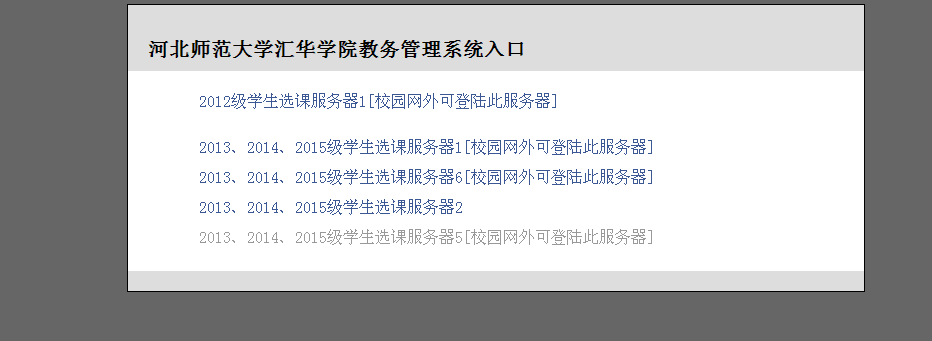 河北师范大学汇华学院教务管理系统入口
2012级学生选课服务器1[校园网外可登陆此服务器]
2013、2014、2015级学生选课服务器1[校园网外可登陆此服务器]
2013、2014、2015级学生选课服务器6[校园网外可登陆此服务器]
2013、2014、2015级学生选课服务器2
2013、2014、2015级学生选课服务器5[校园网外可登陆此服务器]